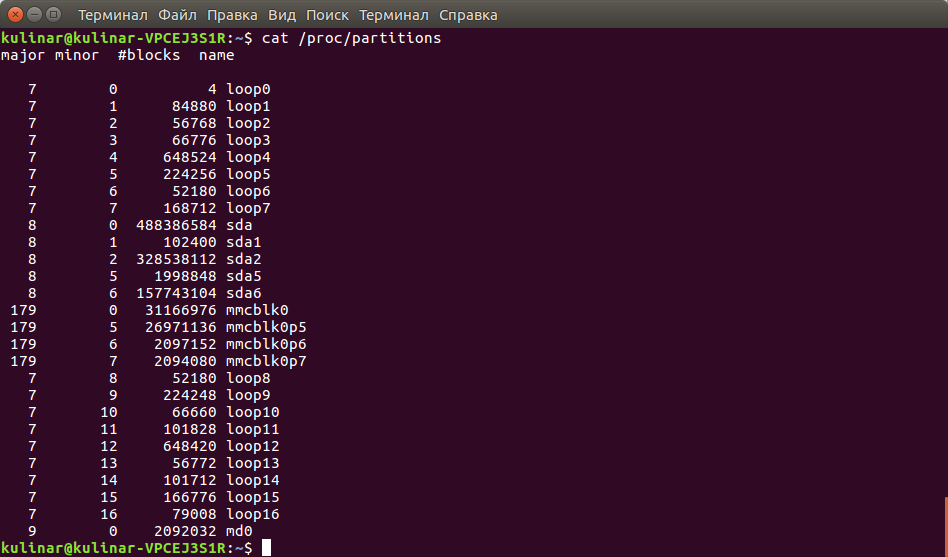 Терминал Файл Правка Вид Поиск Терминал Справка
kulinar@kulinar-VPCEJ3S1R:~$ cat /proc/partitions
major minor  #blocks  name

   7        0          4 loop0
   7        1      84880 loop1
   7        2      56768 loop2
   7        3      66776 loop3
   7        4     648524 loop4
   7        5     224256 loop5
   7        6      52180 loop6
   7        7     168712 loop7
   8        0  488386584 sda
   8        1     102400 sda1
   8        2  328538112 sda2
   8        5    1998848 sda5
   8        6  157743104 sda6
 179        0   31166976 mmcblk0
 179        5   26971136 mmcblk0p5
 179        6    2097152 mmcblk0p6
 179        7    2094080 mmcblk0p7
   7        8      52180 loop8
   7        9     224248 loop9
   7       10      66660 loop10
   7       11     101828 loop11
   7       12     648420 loop12
   7       13      56772 loop13
   7       14     101712 loop14
   7       15     166776 loop15
   7       16      79008 loop16
   9        0    2092032 md0
kulinar@kulinar-VPCEJ3S1R:~$